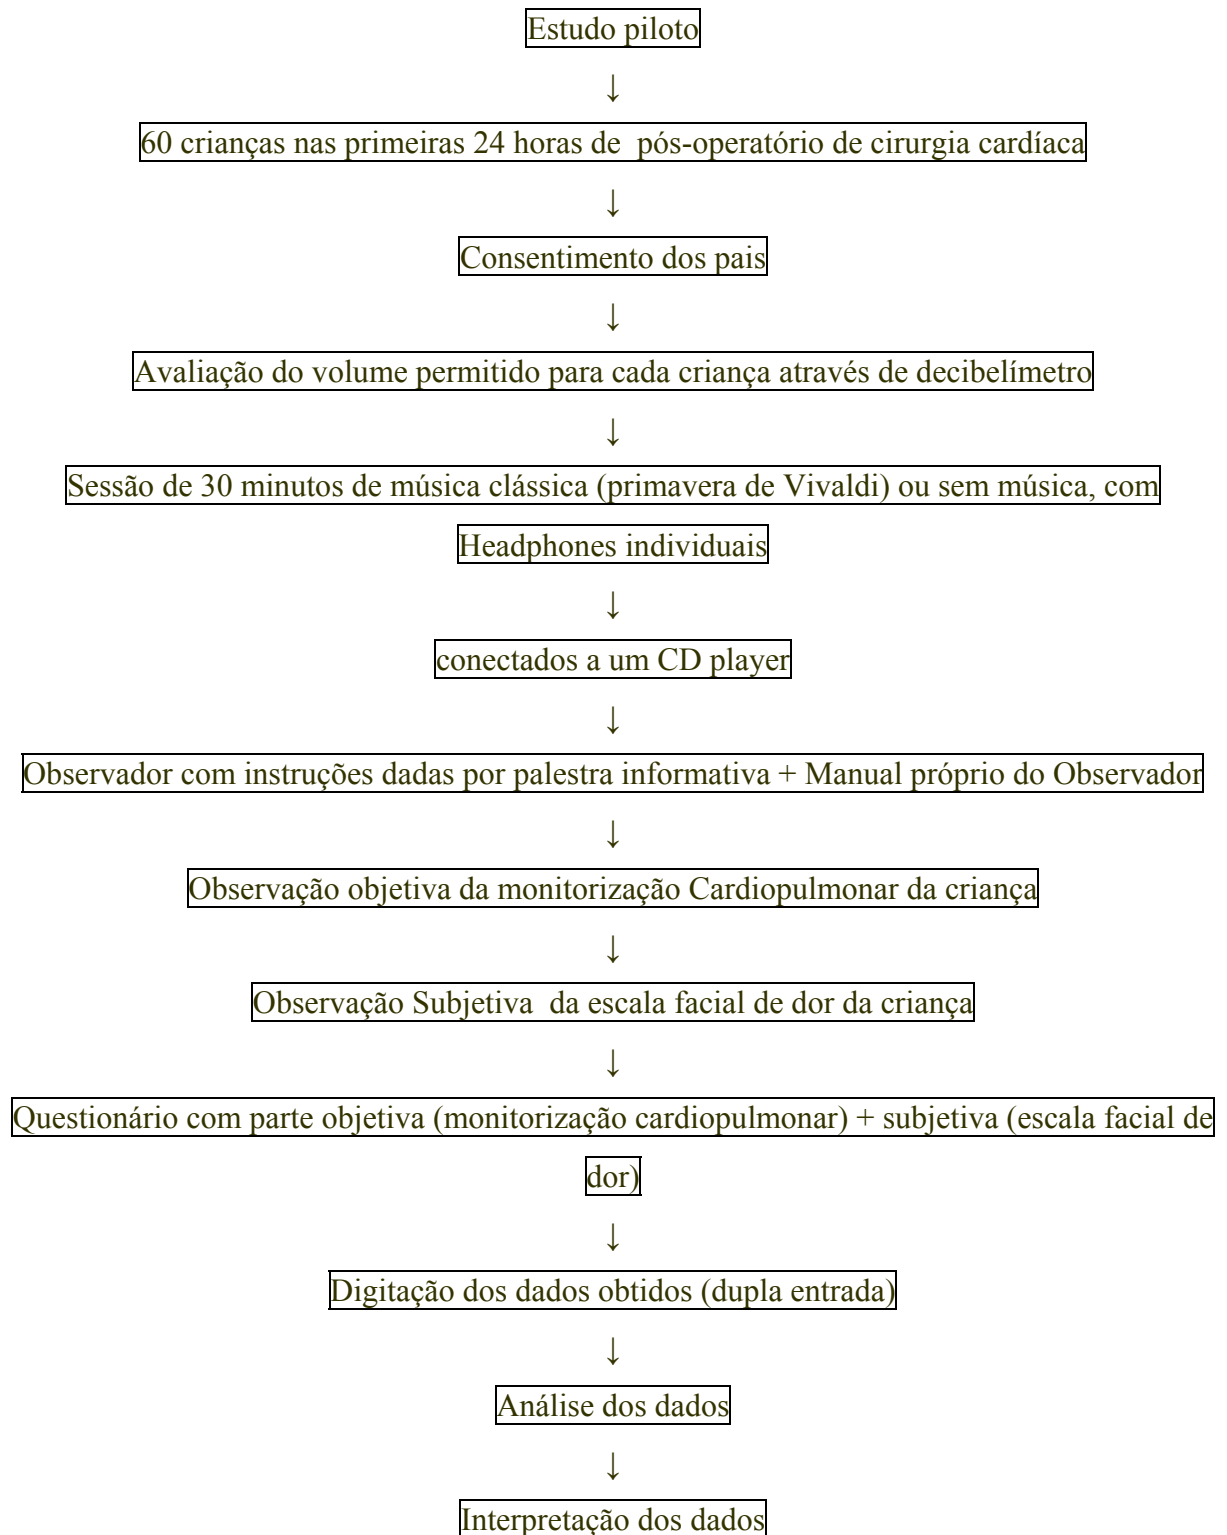 Estudo piloto
↓
60 crianças nas primeiras 24 horas de pós-operatório de cirurgia cardíaca
↓
Consentimento dos pais
↓
Avaliação do volume permitido para cada criança através de decibelímetro
↓
Sessão de 30 minutos de música clássica (primavera de Vivaldi) ou sem música, com
Headphones individuais
↓
conectados a um CD player
↓
Observador com instruções dadas por palestra informativa + Manual próprio do Observador
↓
Observação objetiva da monitorização Cardiopulmonar da criança
↓
Observação Subjetiva da escala facial de dor da criança
↓
Questionário com parte objetiva (monitorização cardiopulmonar) + subjetiva (escala facial de
dor)
↓
Digitação dos dados obtidos (dupla entrada)
↓
Análise dos dados
↓
Interpretação dos dados